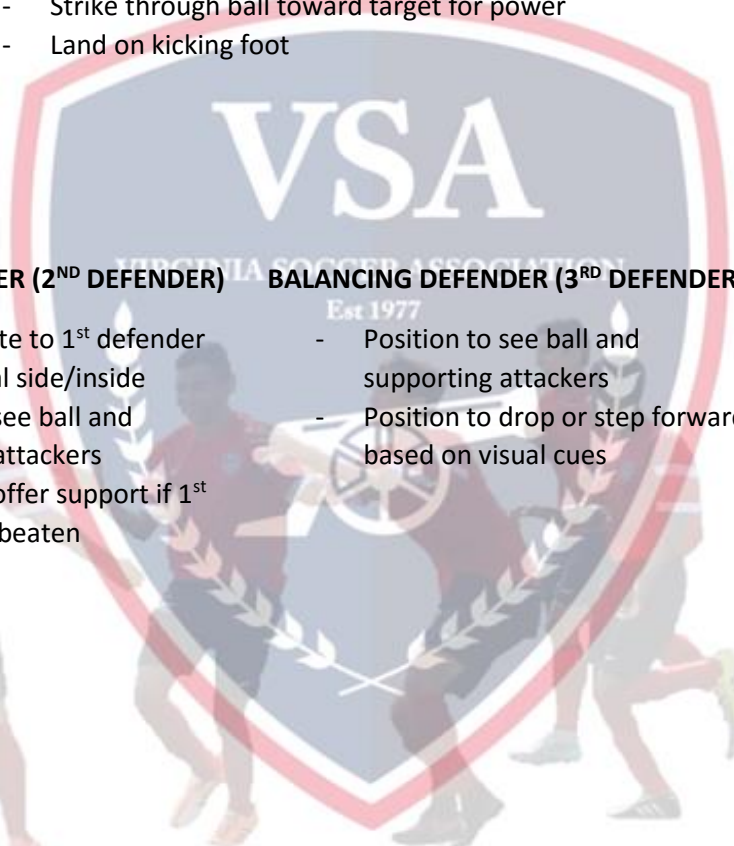 - Strike through ball toward target for power
- Land on kicking foot
VSA
VIRGINIA SOCCER ASSOCIATION
Est 1977
ER (2ND DEFENDER)
te to 1st defender
al side/inside
see ball and
attackers
offer support if 1st
beaten
BALANCING DEFENDER (3RD DEFENDER
- Position to see ball and
supporting attackers
- Position to drop or step forward
based on visual cues